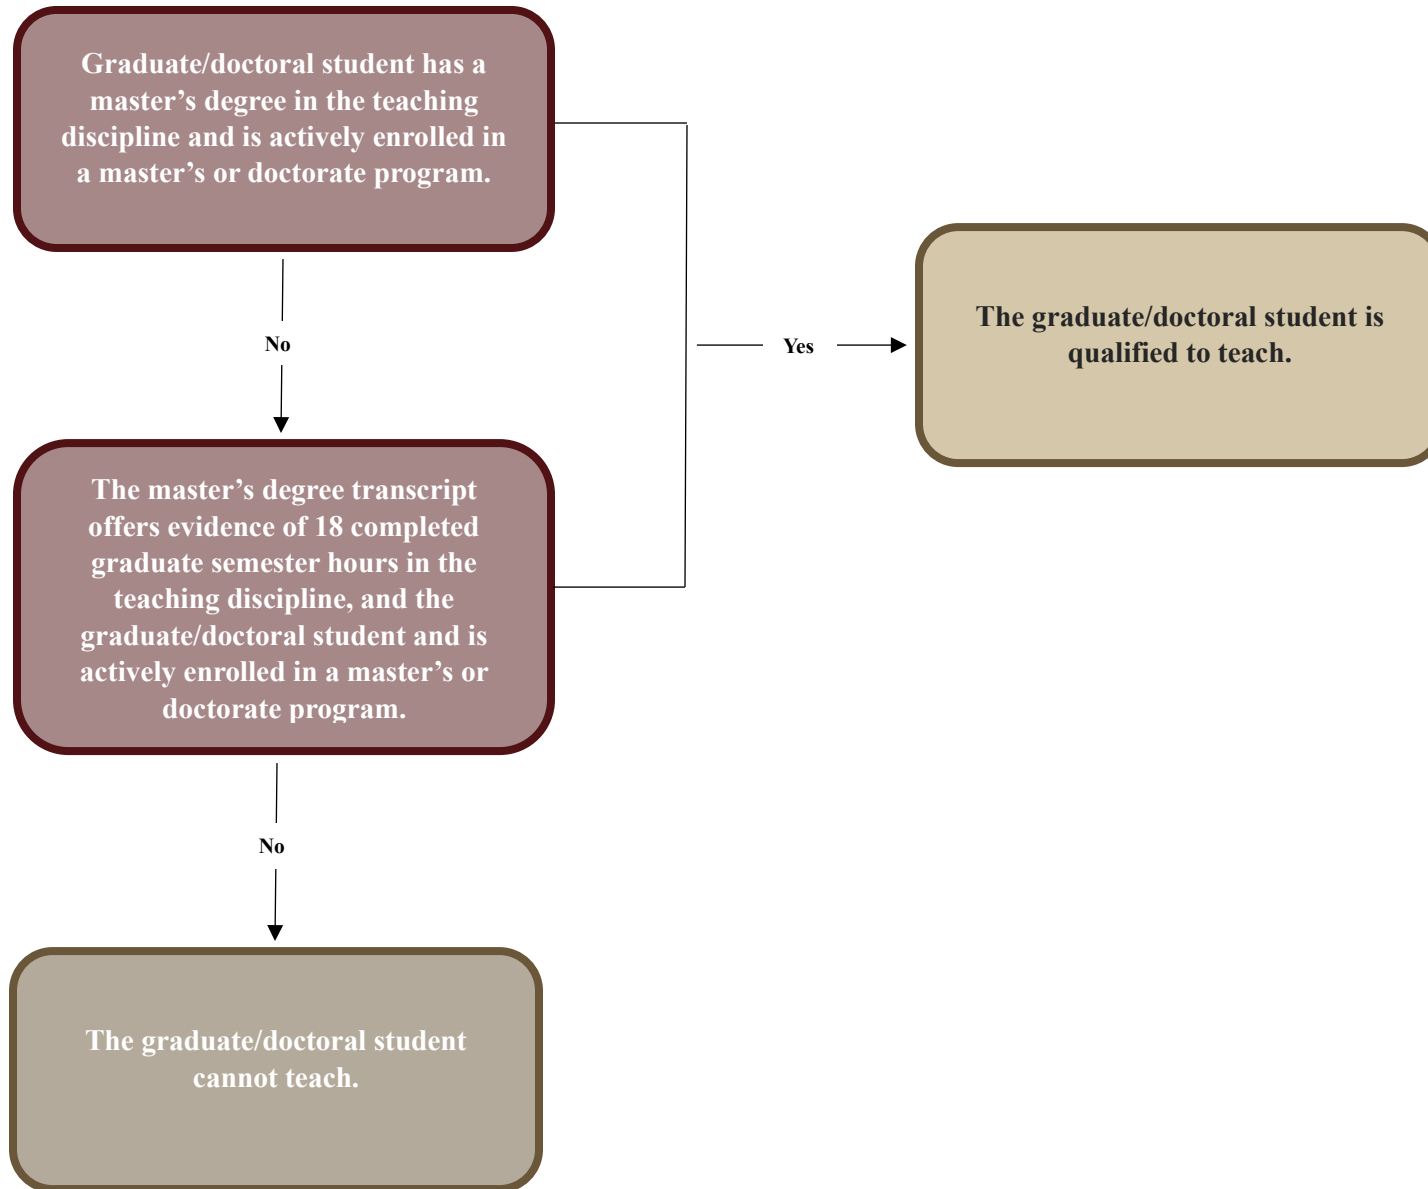 Graduate/doctoral student has a
master’s degree in the teaching
discipline and is actively enrolled in
a master’s or doctorate program.
No
Yes
The graduate/doctoral student is
qualified to teach.
The master’s degree transcript
offers evidence of 18 completed
graduate semester hours in the
teaching discipline, and the
graduate/doctoral student and is
actively enrolled in a master’s or
doctorate program.
No
The graduate/doctoral student
cannot teach.